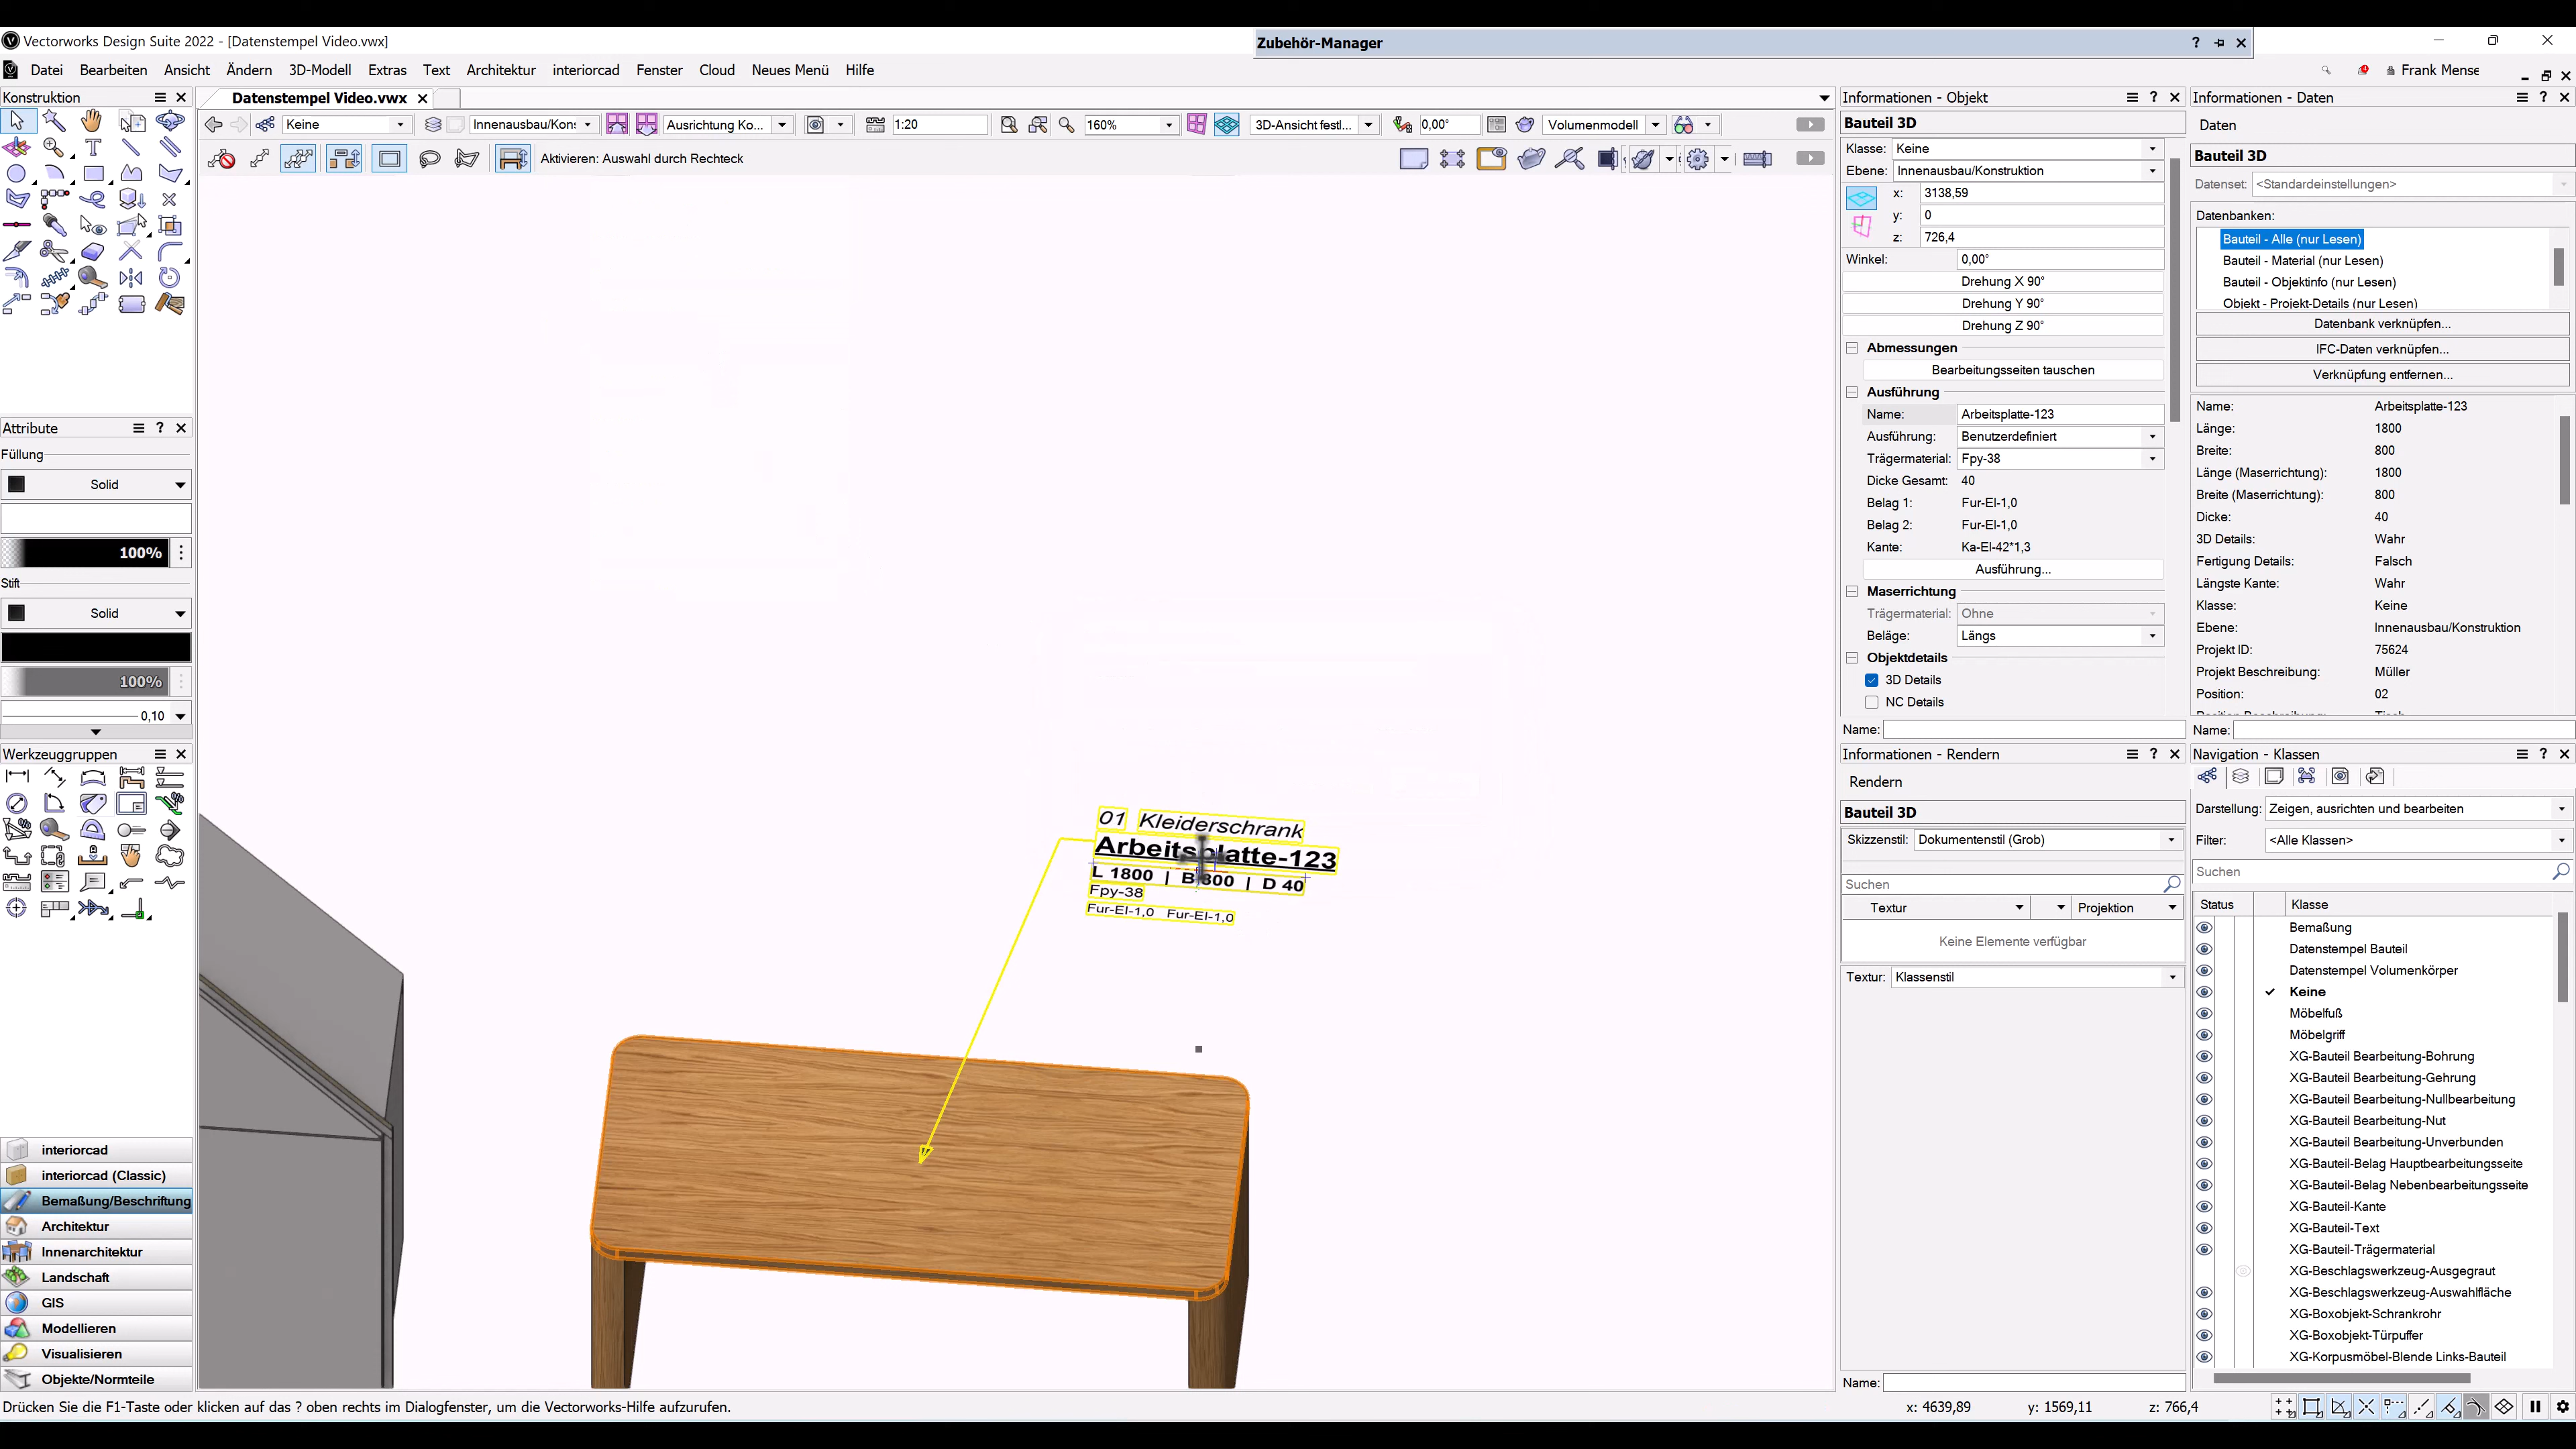 Vectorworks Design Suite 2022 - [Datenstempel Video.vwx]
Zubehör-Manager
?
Datei Bearbeiten Ansicht Ändern 3D-Modell Extras Text Architektur interiorcad Fenster Cloud Neues Menü Hilfe
Frank Mense
Konstruktion
Datenstempel Video.vwx
Keine
Innenausbau/Kon:
Ausrichtung Ko...
1:20
160%
3D-Ansicht festl...
0,00°
Volumenmodell
Aktivieren: Auswahl durch Rechteck
Attribute ?
Füllung
Solid
100%
Stift
Solid
100%
0,10
Werkzeuggruppen
interiorcad
interiorcad (Classic)
Bemaßung/Beschriftung
Architektur
Innenarchitektur
Landschaft
GIS
Modellieren
Visualisieren
Objekte/Normteile
01 Kleiderschrank
Arbeitsplatte-123
L 1800 | B 800 | D 40
Fpy-38
Fur-EI-1,0 Fur-EI-1,0
Informationen - Objekt ?
Bauteil 3D
Klasse: Keine
Ebene: Innenausbau/Konstruktion
x: 3138,59
y: 0
z: 726,4
Winkel: 0,00°
Drehung X 90°
Drehung Y 90°
Drehung Z 90°
Abmessungen
Bearbeitungsseiten tauschen
Ausführung
Name: Arbeitsplatte-123
Ausführung: Benutzerdefiniert
Trägermaterial: Fpy-38
Dicke Gesamt: 40
Belag 1: Fur-EI-1,0
Belag 2: Fur-EI-1,0
Kante: Ka-EI-42*1,3
Ausführung...
Maserrichtung
Trägermaterial: Ohne
Beläge: Längs
Objektdetails
3D Details
NC Details
Name:
Informationen - Rendern ?
Rendern
Bauteil 3D
Skizzenstil: Dokumentenstil (Grob)
Suchen
Textur Projektion
Keine Elemente verfügbar
Textur: Klassenstil
Name:
Informationen - Daten ?
Daten
Bauteil 3D
Datenset: <Standardeinstellungen>
Datenbanken:
Bauteil - Alle (nur Lesen)
Bauteil - Material (nur Lesen)
Bauteil - Objektinfo (nur Lesen)
Objekt - Projekt-Details (nur Lesen)
Datenbank verknüpfen...
IFC-Daten verknüpfen...
Verknüpfung entfernen...
Name: Arbeitsplatte-123
Länge: 1800
Breite: 800
Länge (Maserrichtung): 1800
Breite (Maserrichtung): 800
Dicke: 40
3D Details: Wahr
Fertigung Details: Falsch
Längste Kante: Wahr
Klasse: Keine
Ebene: Innenausbau/Konstruktion
Projekt ID: 75624
Projekt Beschreibung: Müller
Position: 02
Position Beschreibung: Tisch
Name:
Navigation - Klassen ?
Darstellung: Zeigen, ausrichten und bearbeiten
Filter: <Alle Klassen>
Suchen
Status Klasse
Bemaßung
Datenstempel Bauteil
Datenstempel Volumenkörper
Keine
Möbelfuß
Möbelgriff
XG-Bauteil Bearbeitung-Bohrung
XG-Bauteil Bearbeitung-Gehrung
XG-Bauteil Bearbeitung-Nullbearbeitung
XG-Bauteil Bearbeitung-Nut
XG-Bauteil Bearbeitung-Unverbunden
XG-Bauteil-Belag Hauptbearbeitungsseite
XG-Bauteil-Belag Nebenbearbeitungsseite
XG-Bauteil-Kante
XG-Bauteil-Text
XG-Bauteil-Trägermaterial
XG-Beschlagswerkzeug-Ausgegraut
XG-Beschlagswerkzeug-Auswahlfläche
XG-Boxobjekt-Schrankrohr
XG-Boxobjekt-Türpuffer
XG-Korpusmöbel-Blende Links-Bauteil
Drücken Sie die F1-Taste oder klicken auf das ? oben rechts im Dialogfenster, um die Vectorworks-Hilfe aufzurufen.
x: 4639,89 y: 1569,11 z: 766,4